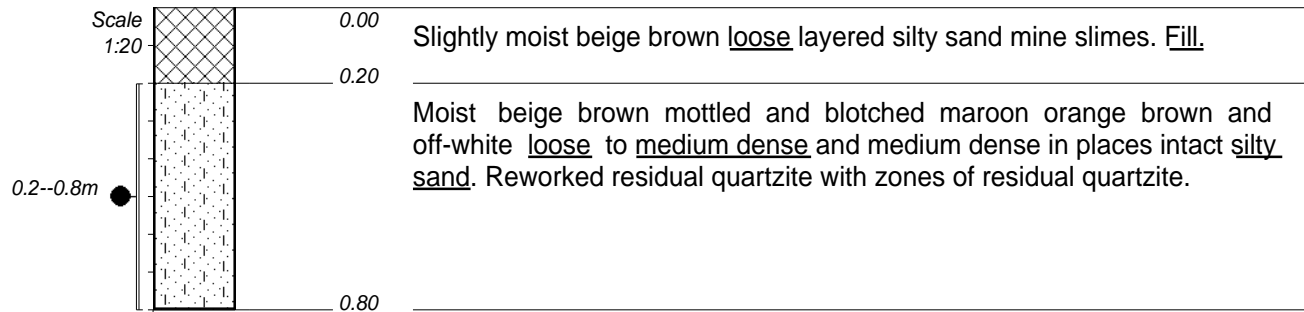 Scale
1:20
0.00
Slightly moist beige brown loose layered silty sand mine slimes. Fill.
0.20
Moist beige brown mottled and blotched maroon orange brown and
off-white loose to medium dense and medium dense in places intact silty
sand. Reworked residual quartzite with zones of residual quartzite.
0.2--0.8m
0.80